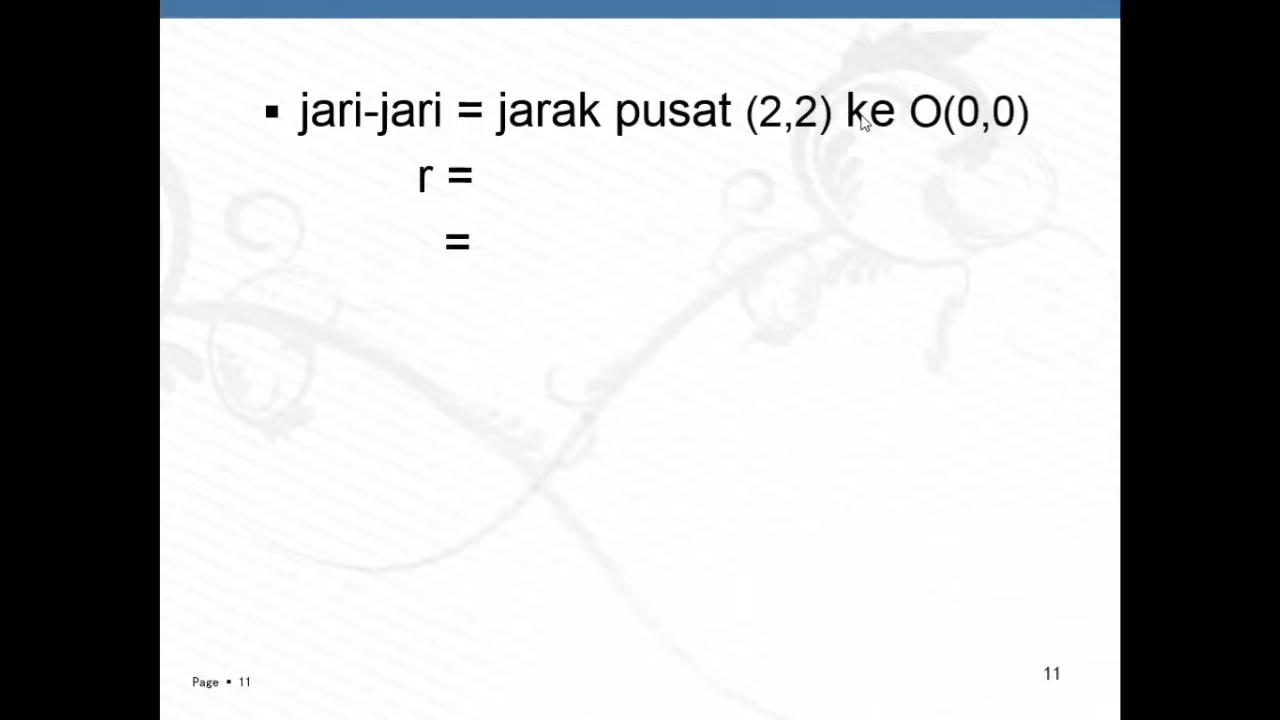 ▪ jari-jari = jarak pusat (2,2) ke O(0,0)
r =
=
Page ▪ 11
11